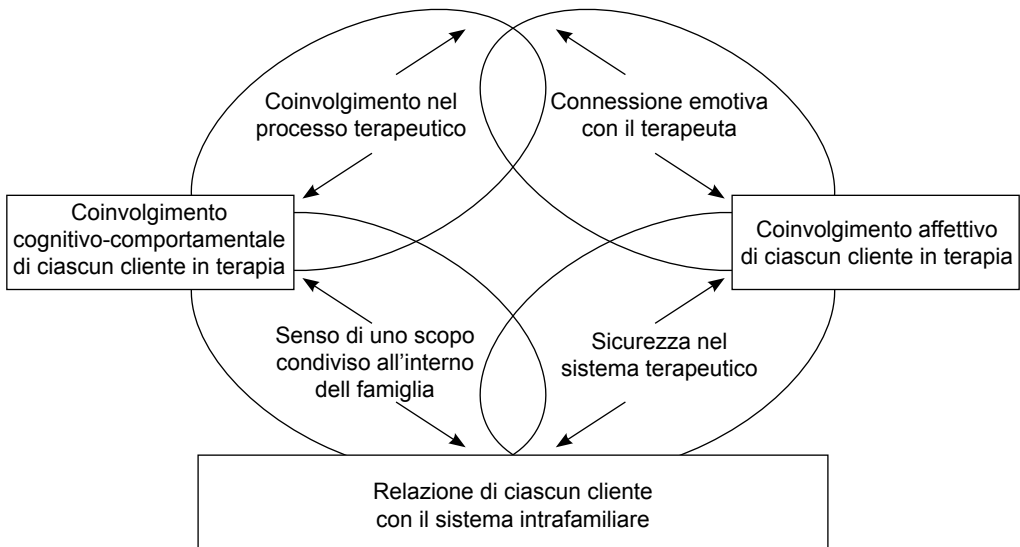 Coinvolgimento nel
processo terapeutico
Connessione emotiva
con il terapeuta
Coinvolgimento
cognitivo-comportamentale
di ciascun cliente in terapia
Coinvolgimento affettivo
di ciascun cliente in terapia
Senso di uno scopo
condiviso all’interno
dell famiglia
Sicurezza nel
sistema terapeutico
Relazione di ciascun cliente
con il sistema intrafamiliare